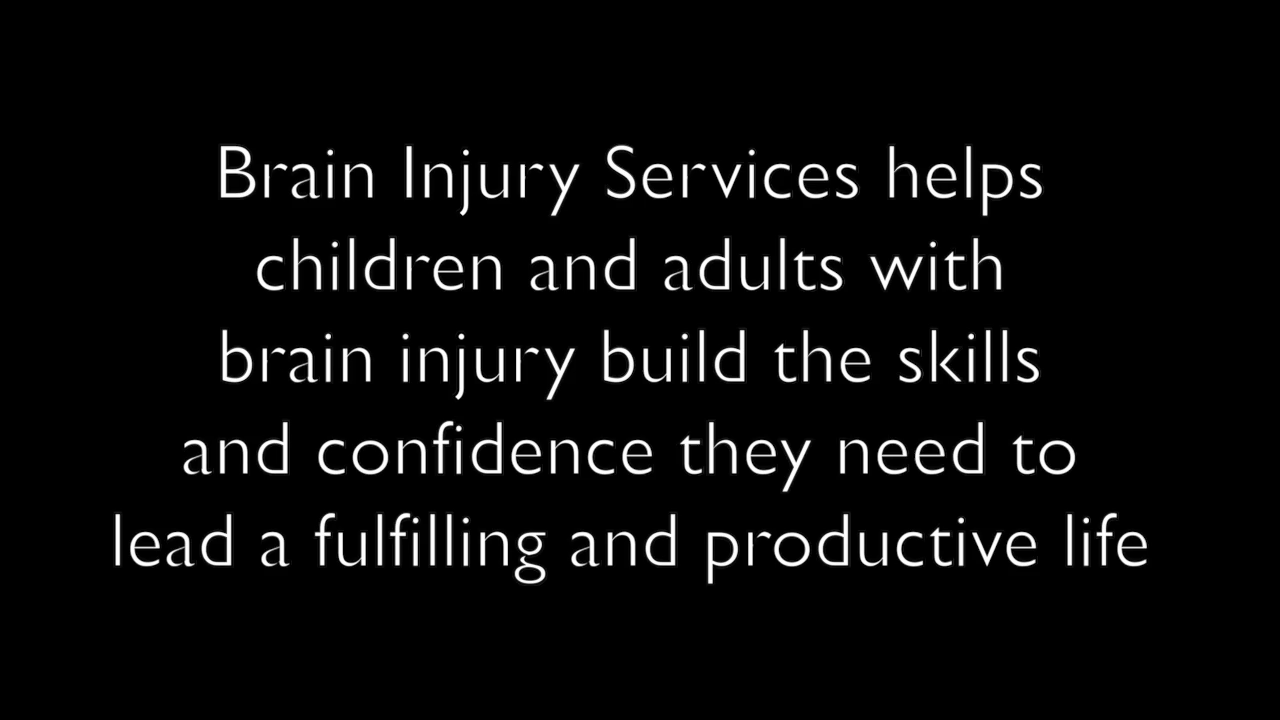 Brain Injury Services helps
children and adults with
brain injury build the skills
and confidence they need to
lead a fulfilling and productive life